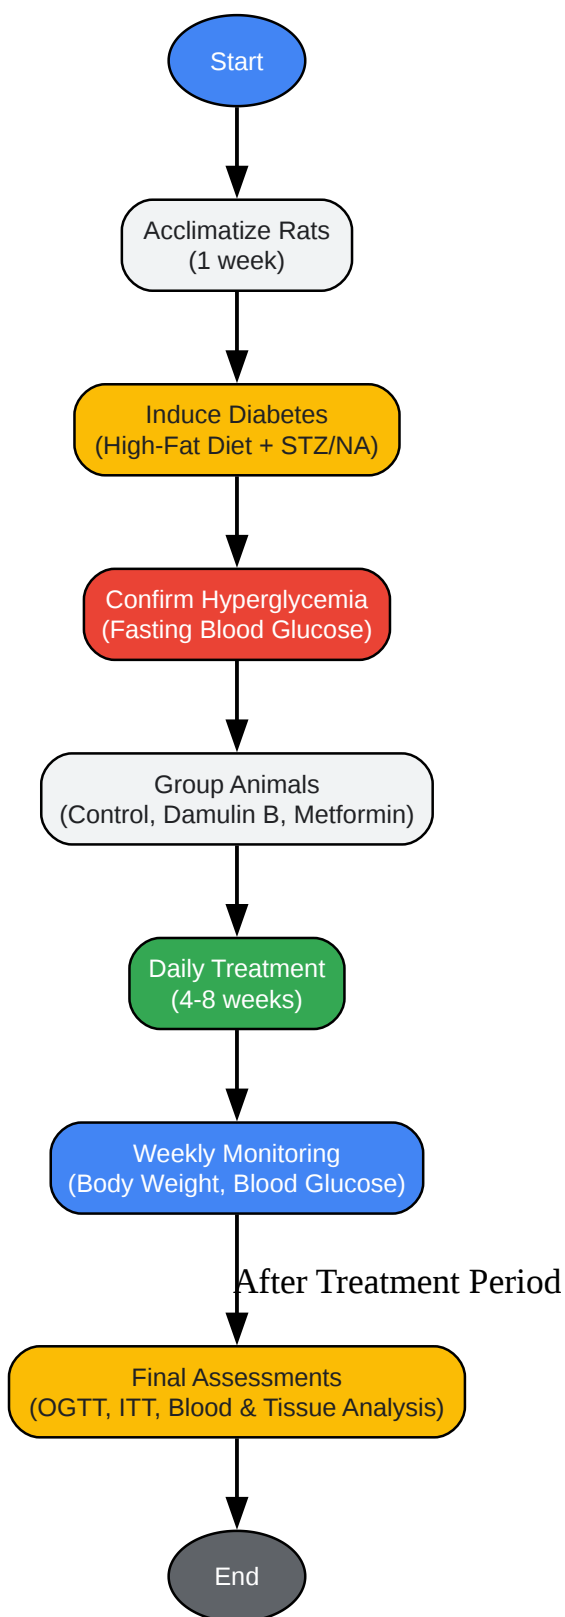 Start
Acclimatize Rats
(1 week)
Induce Diabetes
(High-Fat Diet + STZ/NA)
Confirm Hyperglycemia
(Fasting Blood Glucose)
Group Animals
(Control, Damulin B, Metformin)
Daily Treatment
(4-8 weeks)
Weekly Monitoring
(Body Weight, Blood Glucose)
After Treatment Period
Final Assessments
(OGTT, ITT, Blood & Tissue Analysis)
End